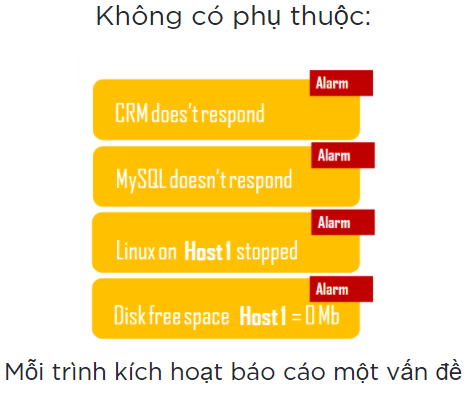 Không có phụ thuộc:
Alarm
CRM does't respond
Alarm
MySQL doesn't respond
Alarm
Linux on Host1 stopped
Alarm
Disk free space Host1 = 0 Mb
Mỗi trình kích hoạt báo cáo một vấn đề